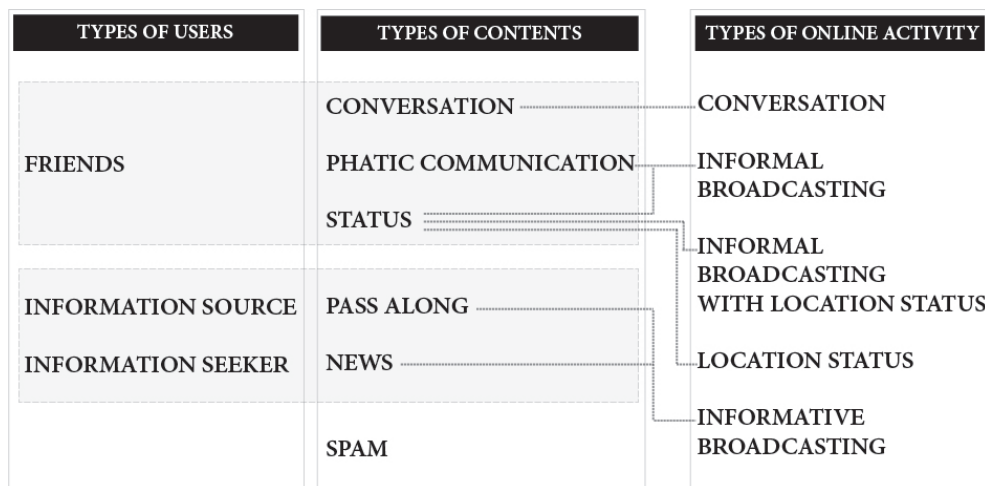 TYPES OF USERS
FRIENDS
INFORMATION SOURCE
INFORMATION SEEKER
TYPES OF CONTENTS
CONVERSATION
PHATIC COMMUNICATION
STATUS
PASS ALONG
NEWS
SPAM
TYPES OF ONLINE ACTIVITY
CONVERSATION
INFORMAL
BROADCASTING
INFORMAL
BROADCASTING
WITH LOCATION STATUS
LOCATION STATUS
INFORMATIVE
BROADCASTING